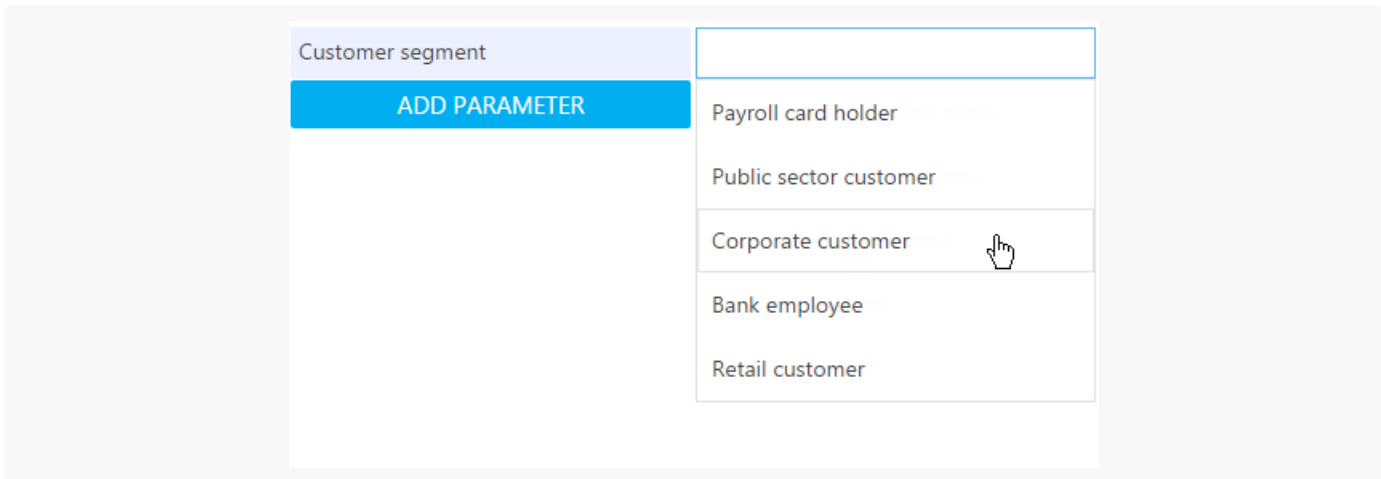 Customer segment
ADD PARAMETER
Payroll card holder
Public sector customer
Corporate customer
Bank employee
Retail customer